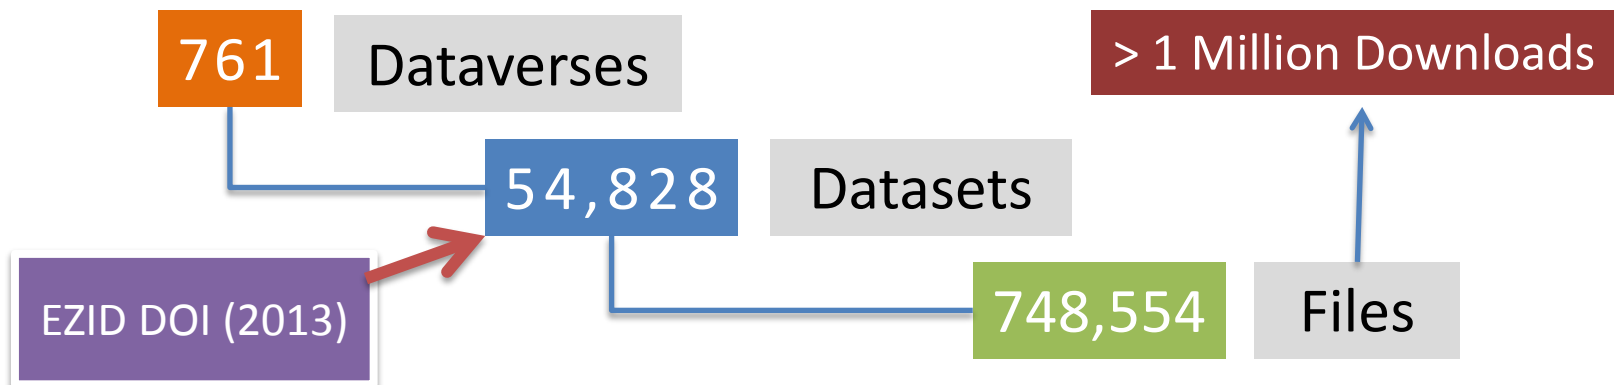 761
Dataverses
> 1 Million Downloads
54,828
Datasets
EZID DOI (2013)
748,554
Files